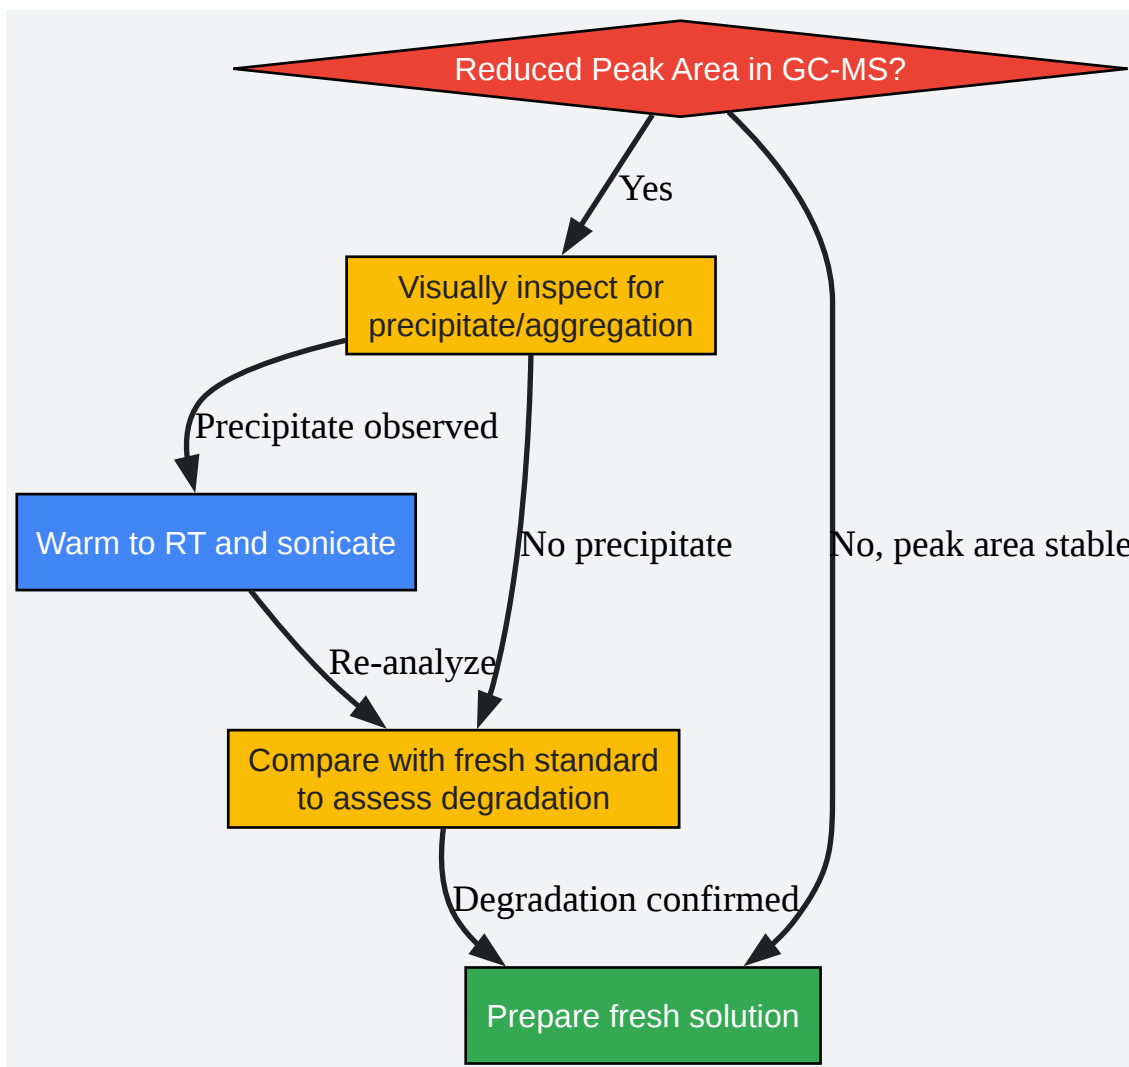 Reduced Peak Area in GC-MS?
Yes
Visually inspect for
precipitate/aggregation
Precipitate observed
Warm to RT and sonicate
No precipitate
No, peak area stable
Re-analyze
Compare with fresh standard
to assess degradation
Degradation confirmed
Prepare fresh solution